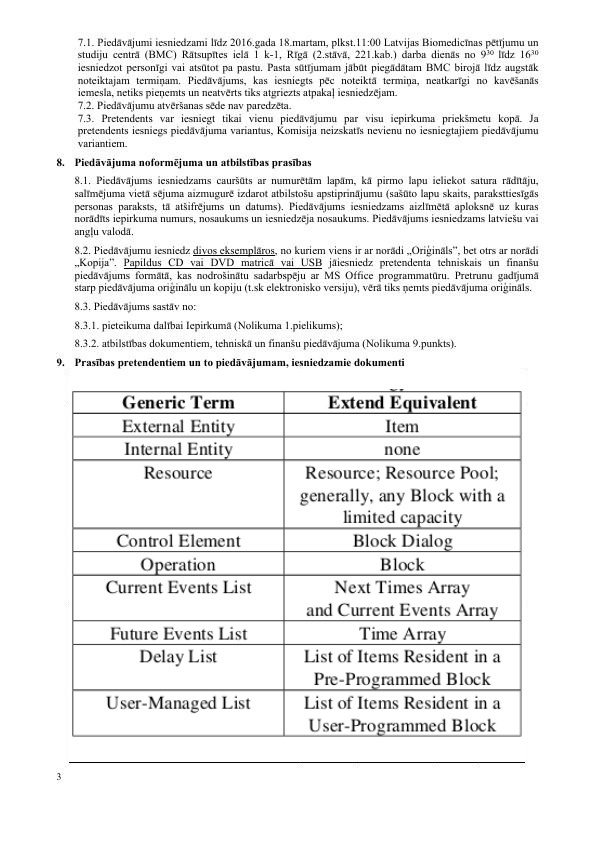 7.1. Piedāvājumi iesniedzami līdz 2016.gada 18.martam, plkst.11:00 Latvijas Biomedicīnas pētījumu un
studiju centrā (BMC) Rātsupītes ielā 1 k-1, Rīgā (2.stāvā, 221.kab.) darba dienās no 9³⁰ līdz 16³⁰
iesniedzot personīgi vai atsūtot pa pastu. Pasta sūtījumam jābūt piegādātam BMC birojā līdz augstāk
noteiktajam termiņam. Piedāvājums, kas iesniegts pēc noteiktā termiņa, neatkarīgi no kavēšanās
iemesla, netiks pieņemts un neatvērts tiks atgriezts atpakaļ iesniedzējam.
7.2. Piedāvājumu atvēršanas sēde nav paredzēta.
7.3. Pretendents var iesniegt tikai vienu piedāvājumu par visu iepirkuma priekšmetu kopā. Ja
pretendents iesniegs piedāvājuma variantus, Komisija neizskatīs nevienu no iesniegtajiem piedāvājumu
variantiem.
8. Piedāvājuma noformējuma un atbilstības prasības
8.1. Piedāvājums iesniedzams cauršūts ar numurētām lapām, kā pirmo lapu ieliekot satura rādītāju,
salīmējuma vietā sējuma aizmugurē izdarot atbilstošu apstiprinājumu (sašūto lapu skaits, paraksttiesīgās
personas paraksts, tā atšifrējums un datums). Piedāvājums iesniedzams aizlīmētā aploksnē uz kuras
norādīts iepirkuma numurs, nosaukums un iesniedzēja nosaukums. Piedāvājums iesniedzams latviešu vai
angļu valodā.
8.2. Piedāvājumu iesniedz divos eksemplāros, no kuriem viens ir ar norādi „Oriģināls”, bet otrs ar norādi
„Kopija”. Papildus CD vai DVD matricā vai USB jāiesniedz pretendenta tehniskais un finanšu
piedāvājums formātā, kas nodrošinātu sadarbspēju ar MS Office programmatūru. Pretrunu gadījumā
starp piedāvājuma oriģinālu un kopiju (t.sk elektronisko versiju), vērā tiks ņemts piedāvājuma oriģināls.
8.3. Piedāvājums sastāv no:
8.3.1. pieteikuma dalībai Iepirkumā (Nolikuma 1.pielikums);
8.3.2. atbilstības dokumentiem, tehniskā un finanšu piedāvājuma (Nolikuma 9.punkts).
9. Prasības pretendentiem un to piedāvājumam, iesniedzamie dokumenti
Generic Term Extend Equivalent
External Entity Item
Internal Entity none
Resource Resource; Resource Pool;
generally, any Block with a
limited capacity
Control Element Block Dialog
Operation Block
Current Events List Next Times Array
and Current Events Array
Future Events List Time Array
Delay List List of Items Resident in a
Pre-Programmed Block
User-Managed List List of Items Resident in a
User-Programmed Block
3